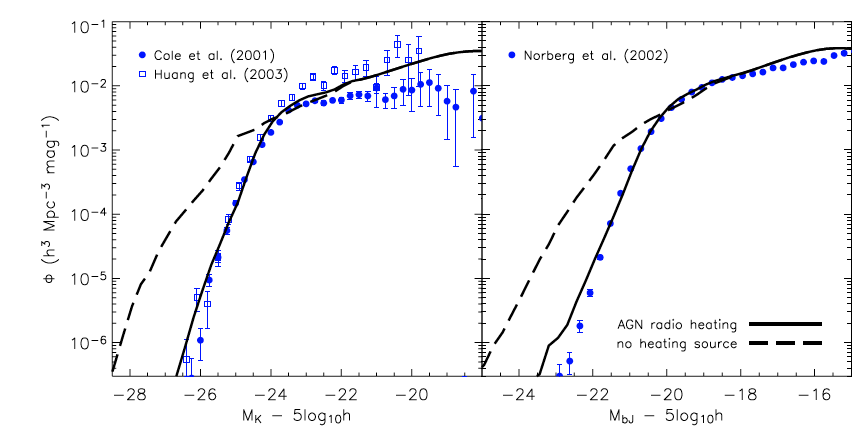 Φ (h³ Mpc⁻³ mag⁻¹)
10⁻¹
10⁻²
10⁻³
10⁻⁴
10⁻⁵
10⁻⁶
Cole et al. (2001)
Huang et al. (2003)
−28 −26 −24 −22 −20
M_K − 5log₁₀h
Norberg et al. (2002)
AGN radio heating
no heating source
−24 −22 −20 −18 −16
M_bJ − 5log₁₀h